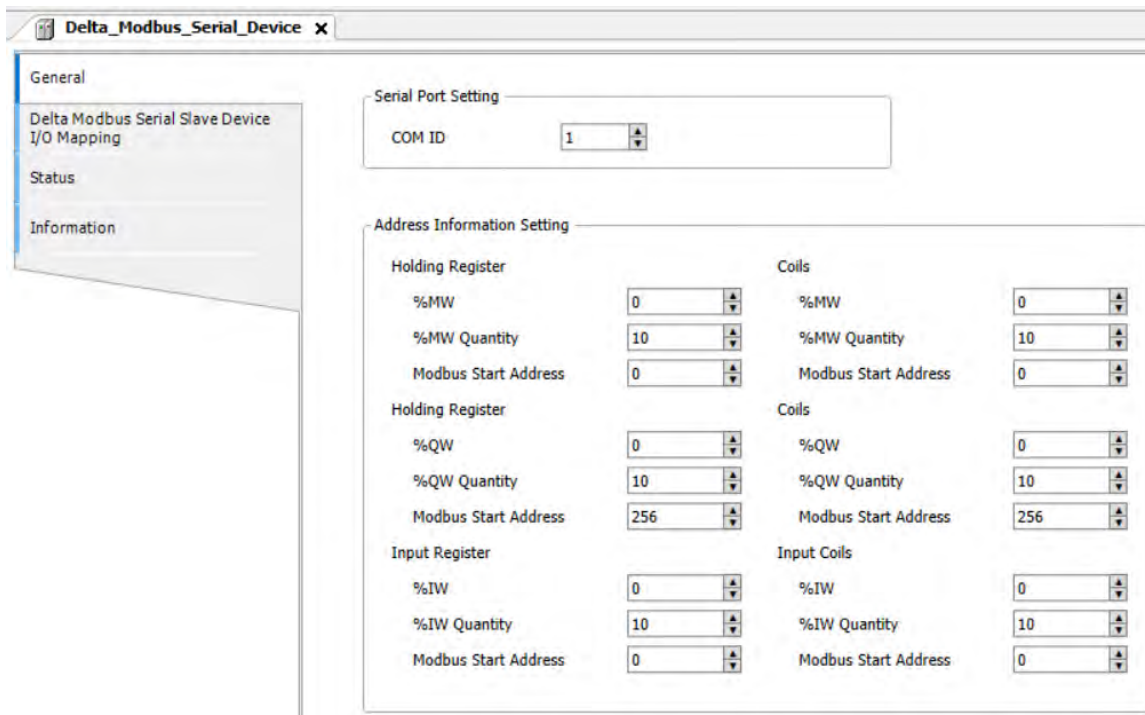 Delta_Modbus_Serial_Device X
General
Delta Modbus Serial Slave Device
I/O Mapping
Status
Information
Serial Port Setting
COM ID 1
Address Information Setting
Holding Register Coils
%MW 0 %MW 0
%MW Quantity 10 %MW Quantity 10
Modbus Start Address 0 Modbus Start Address 0
Holding Register Coils
%QW 0 %QW 0
%QW Quantity 10 %QW Quantity 10
Modbus Start Address 256 Modbus Start Address 256
Input Register Input Coils
%IW 0 %IW 0
%IW Quantity 10 %IW Quantity 10
Modbus Start Address 0 Modbus Start Address 0